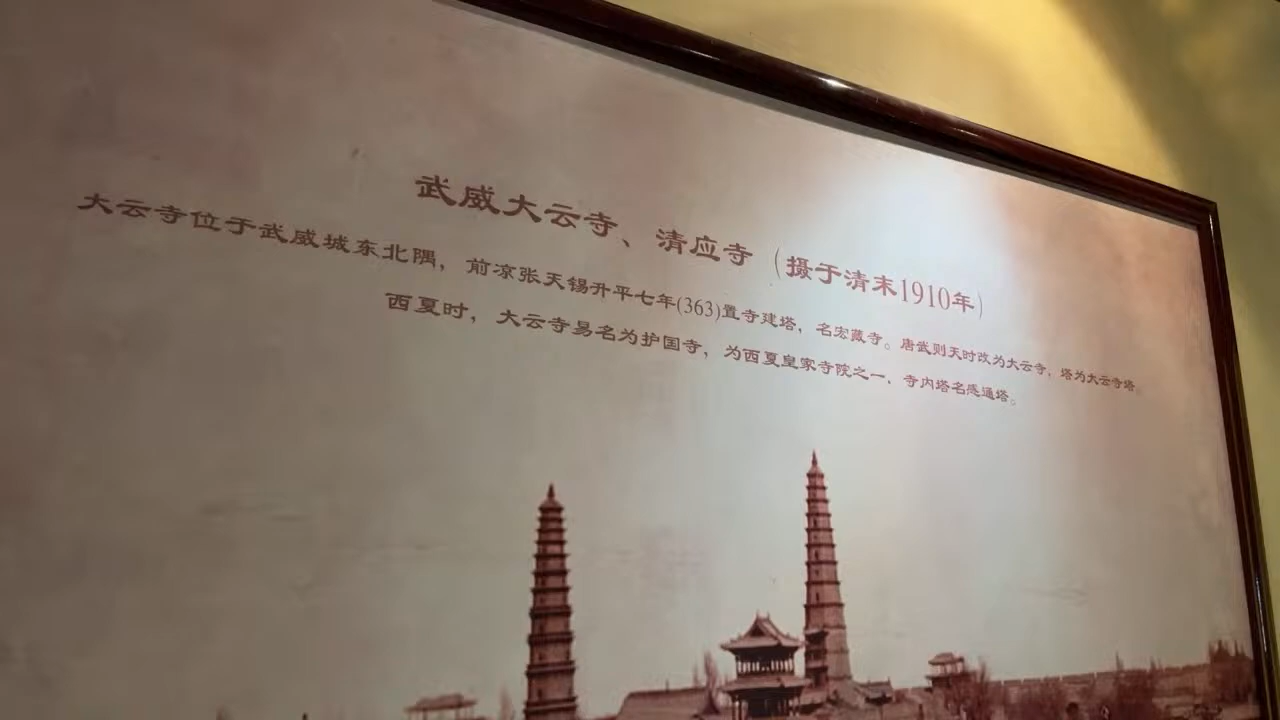 武威大云寺、清应寺（摄于清末1910年）
大云寺位于武威城东北隅，前凉张天锡升平七年(363)置寺建塔，名宏藏寺。唐武则天时改为大云寺，塔为大云寺塔。
西夏时，大云寺易名为护国寺，为西夏皇家寺院之一，寺内塔名感通塔。